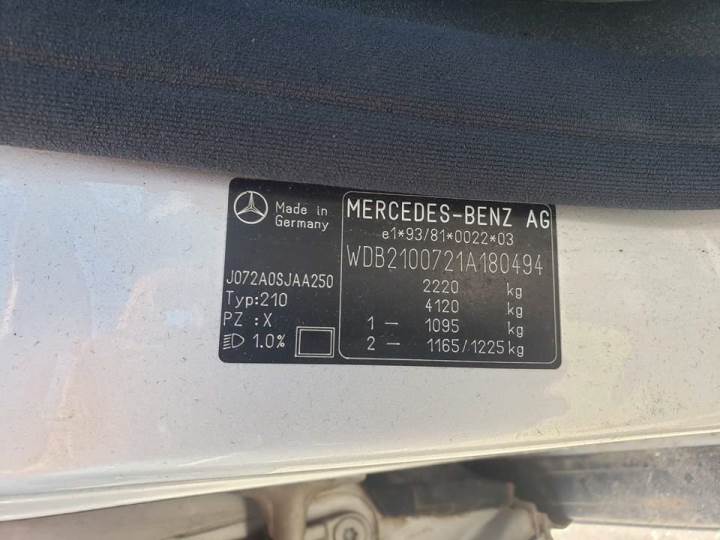 Made in
Germany
J072A0SJAA250
Typ:210
PZ :X
1.0%
MERCEDES-BENZ AG
e1*93/81*0022*03
WDB2100721A180494
2220 kg
4120 kg
1 — 1095 kg
2 — 1165/1225 kg